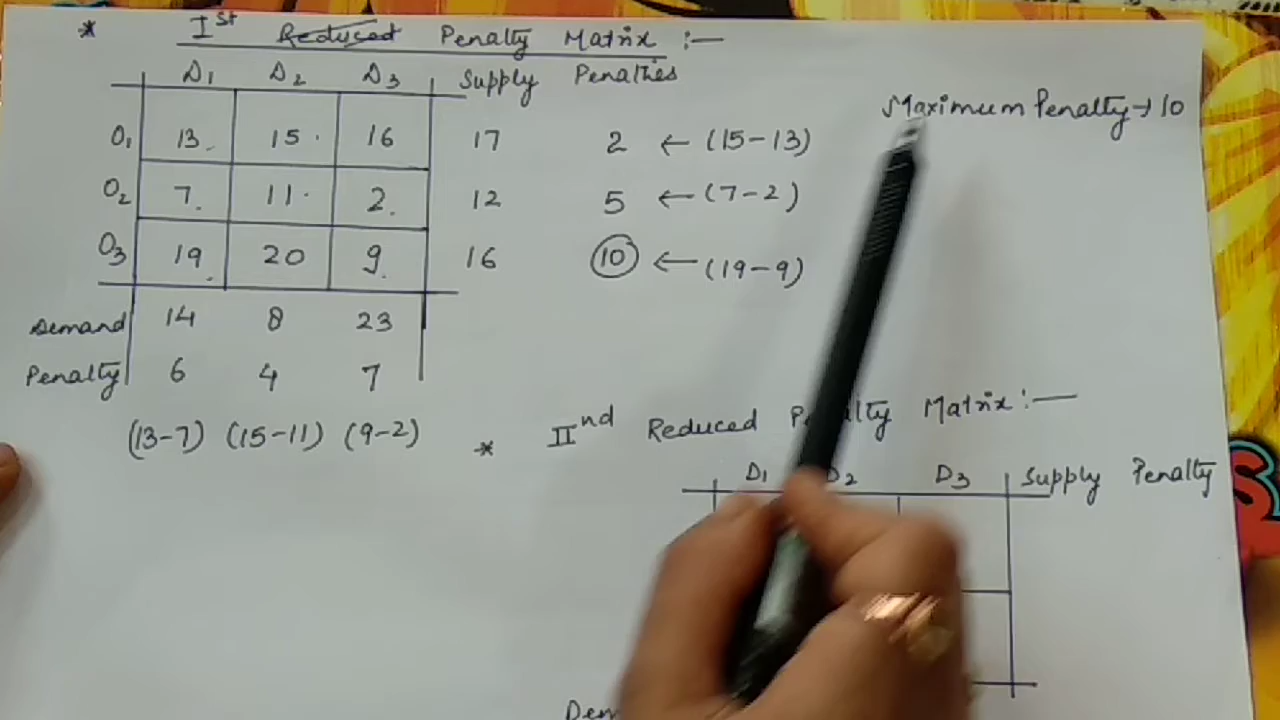 * Ist Reduced Penalty Matrix :—
D1 D2 D3 Supply Penalties
Maximum Penalty → 10
O1 13 15 16 17 2 ← (15-13)
O2 7 11 2 12 5 ← (7-2)
O3 19 20 9 16 10 ← (19-9)
Demand 14 8 23
Penalty 6 4 7
(13-7) (15-11) (9-2)
* IInd Reduced Penalty Matrix :—
D1 D2 D3 Supply Penalty